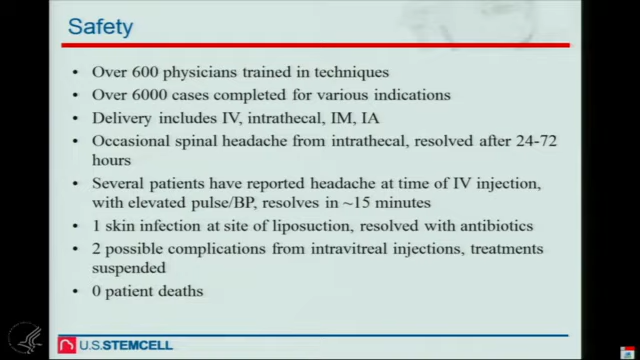 Safety
• Over 600 physicians trained in techniques
• Over 6000 cases completed for various indications
• Delivery includes IV, intrathecal, IM, IA
• Occasional spinal headache from intrathecal, resolved after 24-72
hours
• Several patients have reported headache at time of IV injection,
with elevated pulse/BP, resolves in ~15 minutes
• 1 skin infection at site of liposuction, resolved with antibiotics
• 2 possible complications from intravitreal injections, treatments
suspended
• 0 patient deaths
U.S.STEMCELL